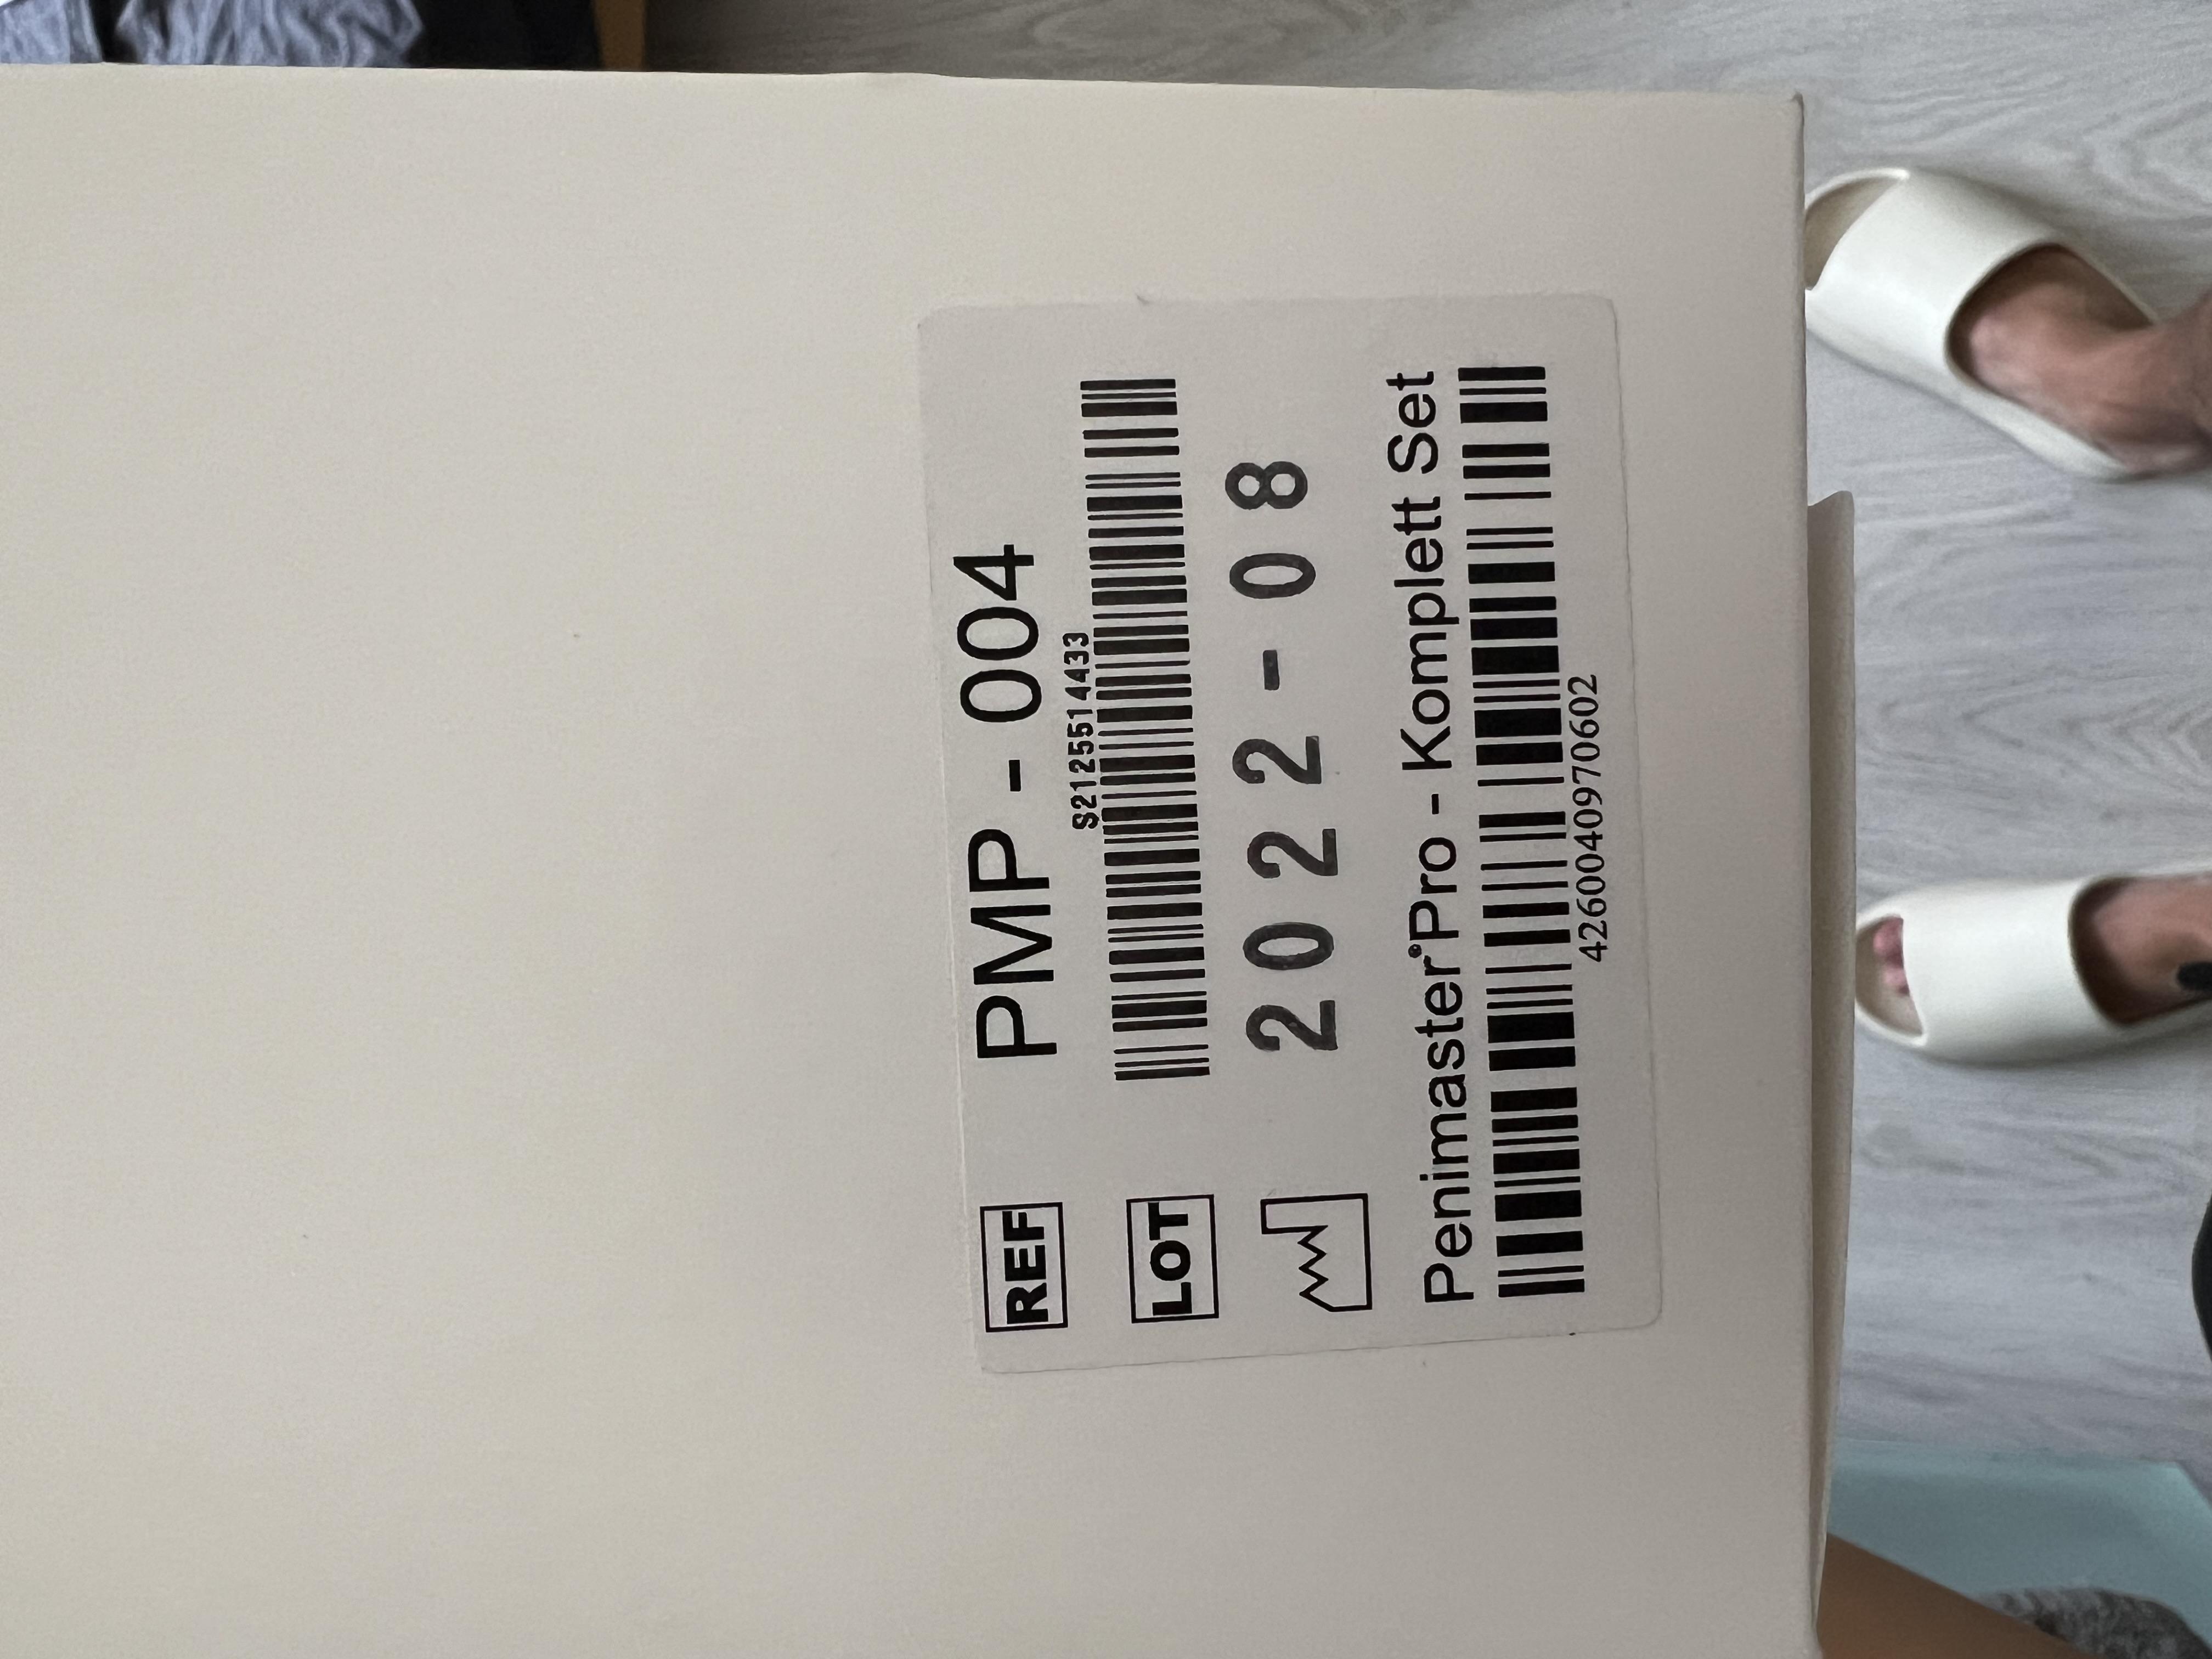 REF PMP - 004
S212551 4433
LOT
2022-08
Penimaster®Pro - Komplett Set
4260040970602